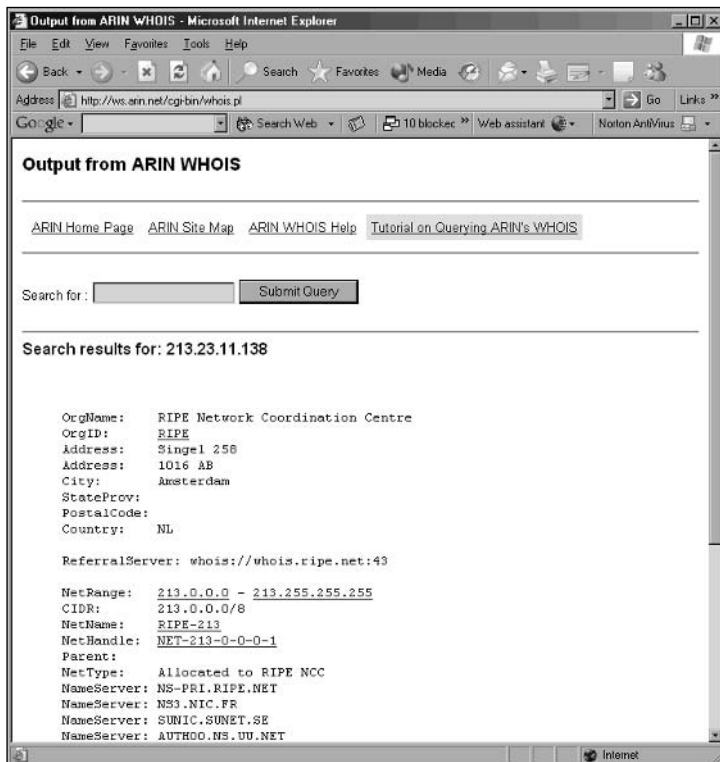 Output from ARIN WHOIS - Microsoft Internet Explorer
File Edit View Favorites Tools Help
Back Search Favorites Media
Address http://ws.arin.net/cgi-bin/whois.pl Go Links »
Google Search Web 10 blocked » Web assistant Norton AntiVirus
Output from ARIN WHOIS
ARIN Home Page ARIN Site Map ARIN WHOIS Help Tutorial on Querying ARIN's WHOIS
Search for : Submit Query
Search results for: 213.23.11.138
OrgName: RIPE Network Coordination Centre
OrgID: RIPE
Address: Singel 258
Address: 1016 AB
City: Amsterdam
StateProv:
PostalCode:
Country: NL
ReferralServer: whois://whois.ripe.net:43
NetRange: 213.0.0.0 - 213.255.255.255
CIDR: 213.0.0.0/8
NetName: RIPE-213
NetHandle: NET-213-0-0-0-1
Parent:
NetType: Allocated to RIPE NCC
NameServer: NS-PRI.RIPE.NET
NameServer: NS3.NIC.FR
NameServer: SUNIC.SUNET.SE
NameServer: AUTH00.NS.UU.NET
Internet